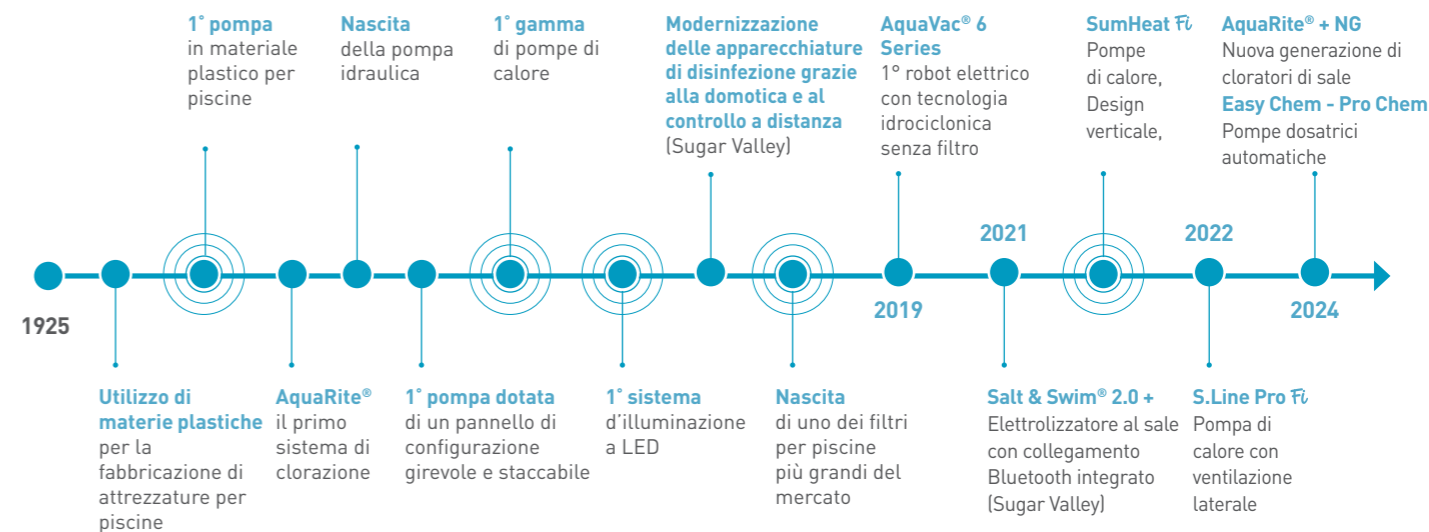 1° pompa
in materiale
plastico per
piscine
Nascita
della pompa
idraulica
1° gamma
di pompe di
calore
Modernizzazione
delle apparecchiature
di disinfezione grazie
alla domotica e al
controllo a distanza
(Sugar Valley)
AquaVac® 6
Series
1° robot elettrico
con tecnologia
idrociclonica
senza filtro
SumHeat Fi
Pompe
di calore,
Design
verticale,
AquaRite® + NG
Nuova generazione di
cloratori di sale
Easy Chem - Pro Chem
Pompe dosatrici
automatiche
1925
2019
2021
2022
2024
Utilizzo di
materie plastiche
per la
fabbricazione di
attrezzature per
piscine
AquaRite®
il primo
sistema di
clorazione
1° pompa dotata
di un pannello di
configurazione
girevole e staccabile
1° sistema
d'illuminazione
a LED
Nascita
di uno dei filtri
per piscine
più grandi del
mercato
Salt & Swim® 2.0 +
Elettrolizzatore al sale
con collegamento
Bluetooth integrato
(Sugar Valley)
S.Line Pro Fi
Pompa di
calore con
ventilazione
laterale